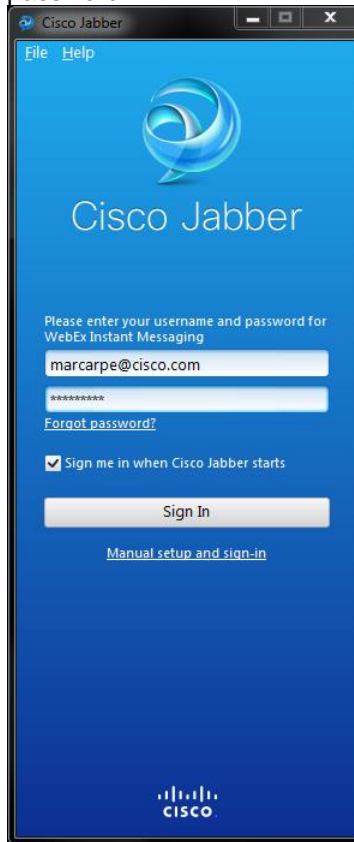 Cisco Jabber
File Help
Cisco Jabber
Please enter your username and password for
WebEx Instant Messaging
marcarpe@cisco.com
*********
Forgot password?
Sign me in when Cisco Jabber starts
Sign In
Manual setup and sign-in
CISCO